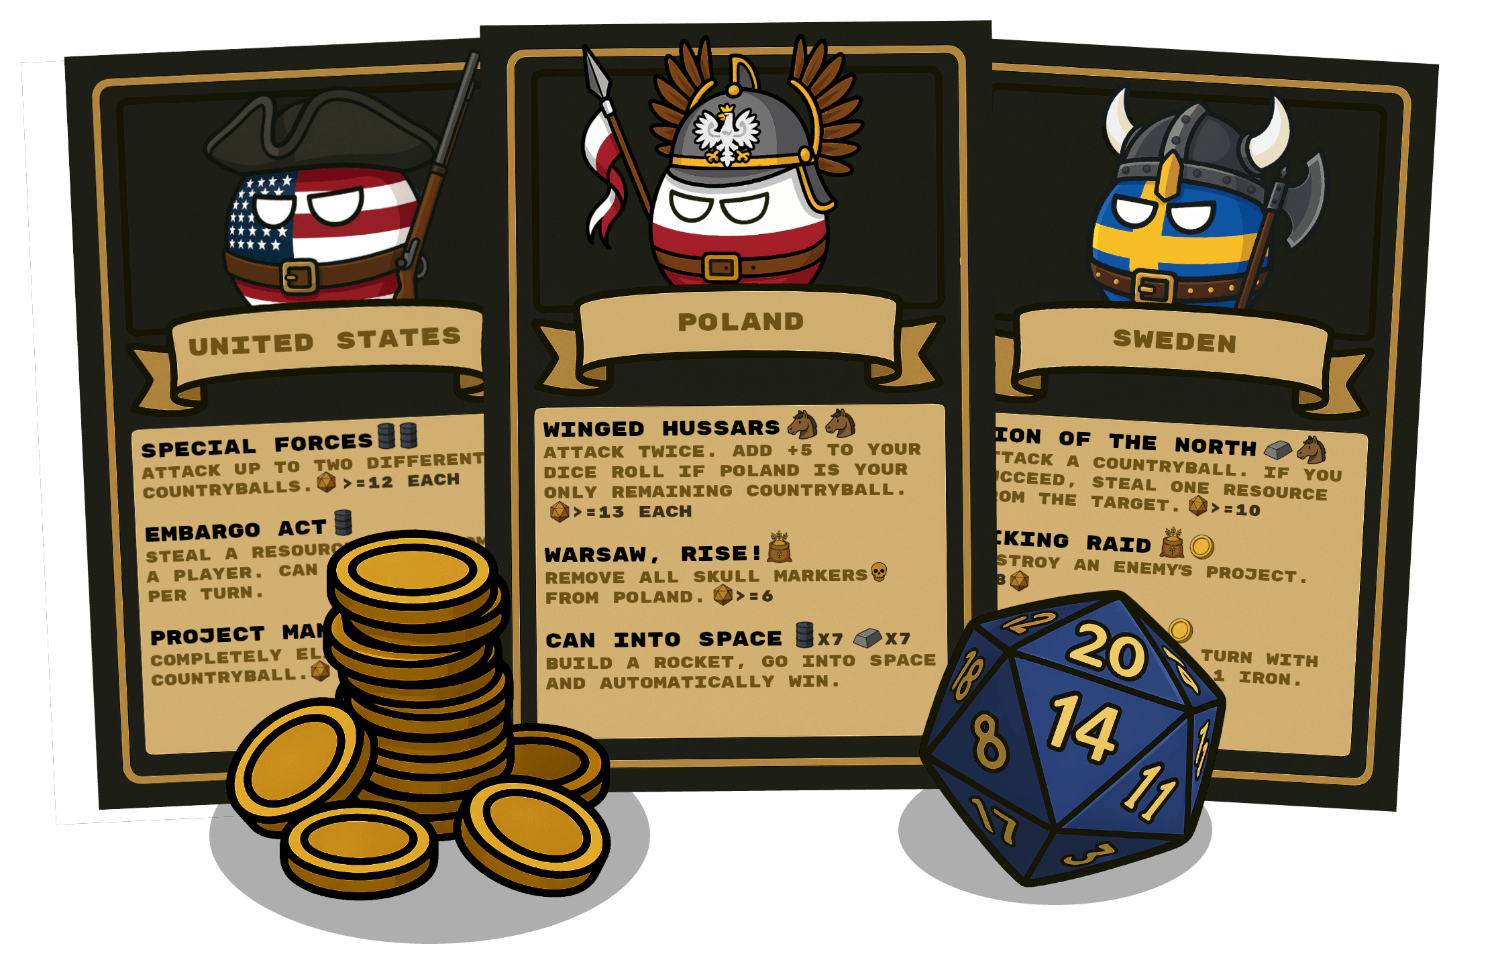 UNITED STATES
SPECIAL FORCES
ATTACK UP TO TWO DIFFERENT
COUNTRYBALLS. >=12 EACH
EMBARGO ACT
STEAL A RESOURC
A PLAYER. CAN
PER TURN.
PROJECT MAN
COMPLETELY EL
COUNTRYBALL.
POLAND
WINGED HUSSARS
ATTACK TWICE. ADD +5 TO YOUR
DICE ROLL IF POLAND IS YOUR
ONLY REMAINING COUNTRYBALL.
>=13 EACH
WARSAW, RISE!
REMOVE ALL SKULL MARKERS
FROM POLAND. >=6
CAN INTO SPACE X7 X7
BUILD A ROCKET, GO INTO SPACE
AND AUTOMATICALLY WIN.
SWEDEN
ION OF THE NORTH
TTACK A COUNTRYBALL. IF YOU
UCCEED, STEAL ONE RESOURCE
OM THE TARGET. >=10
IKING RAID
STROY AN ENEMY'S PROJECT.
8
TURN WITH
1 IRON.
12
20
18
14
8
11
17
3